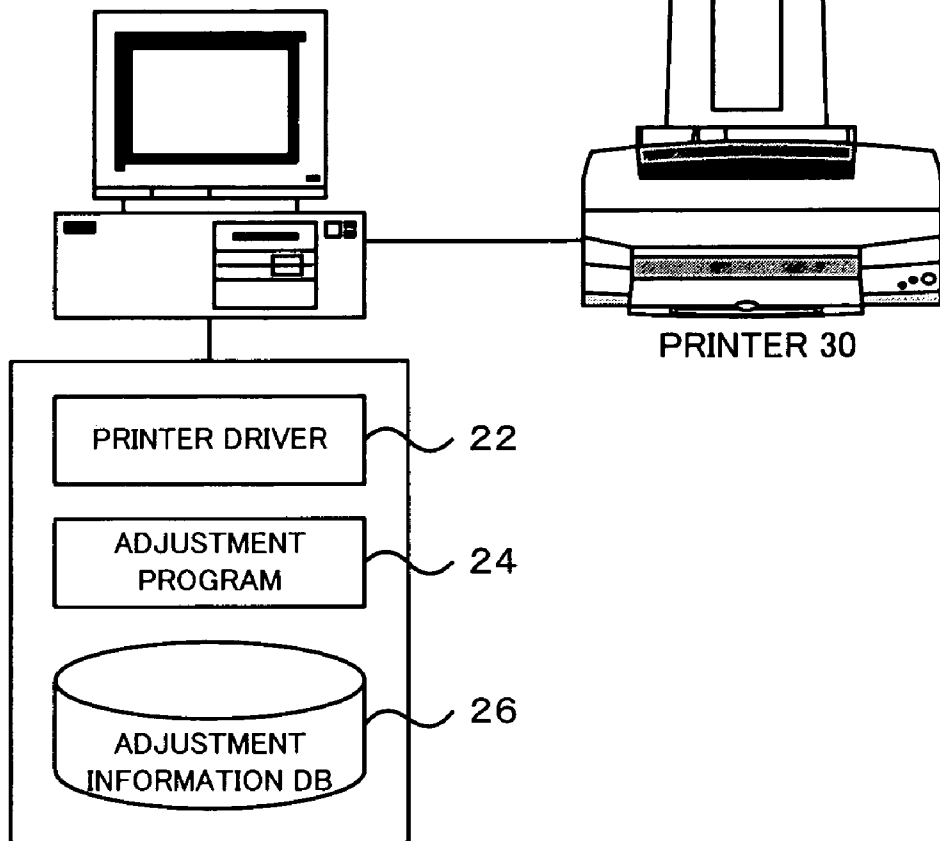 PRINTER 30
PRINTER DRIVER 22
ADJUSTMENT
PROGRAM
24
ADJUSTMENT
INFORMATION DB
26